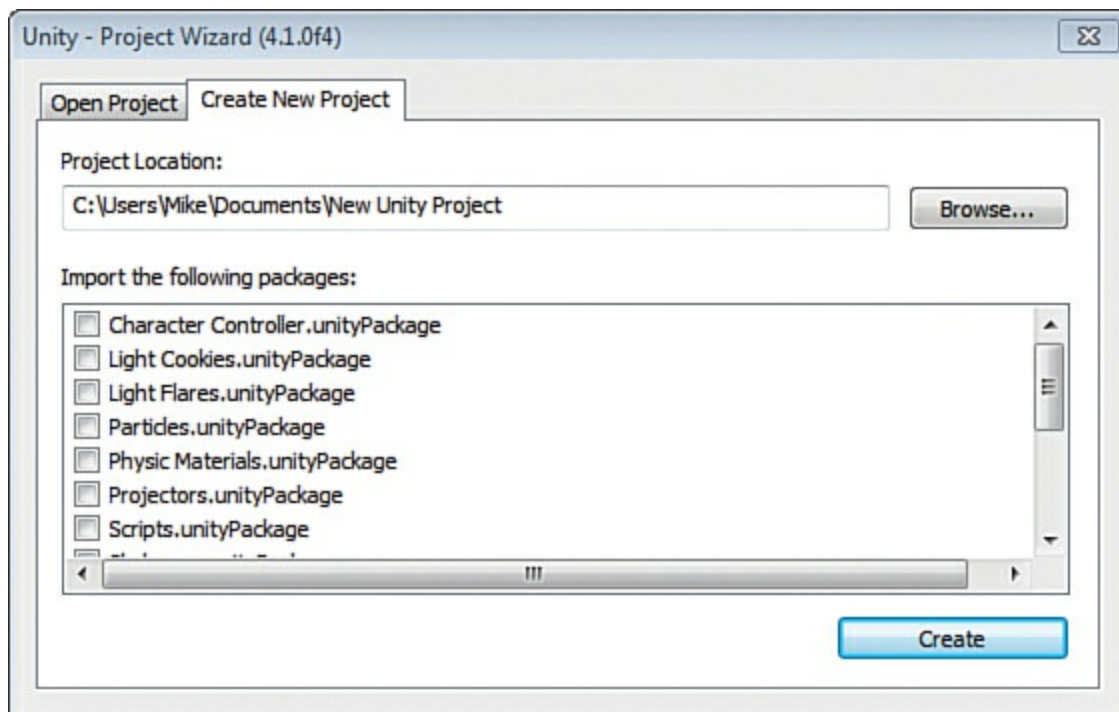 Unity - Project Wizard (4.1.0f4)
Open Project
Create New Project
Project Location:
C:\Users\Mike\Documents\New Unity Project
Browse...
Import the following packages:
Character Controller.unityPackage
Light Cookies.unityPackage
Light Flares.unityPackage
Particles.unityPackage
Physic Materials.unityPackage
Projectors.unityPackage
Scripts.unityPackage
Create